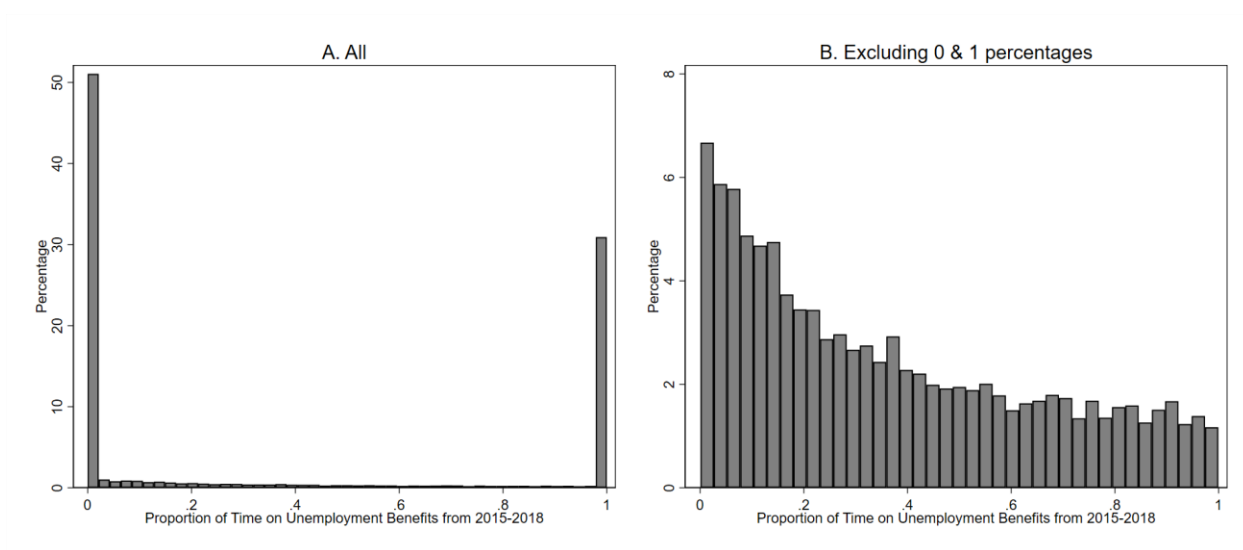 A. All
50
40
30
20
10
0
Percentage
0 .2 .4 .6 .8 1
Proportion of Time on Unemployment Benefits from 2015-2018
B. Excluding 0 & 1 percentages
8
6
4
2
0
Percentage
0 .2 .4 .6 .8 1
Proportion of Time on Unemployment Benefits from 2015-2018